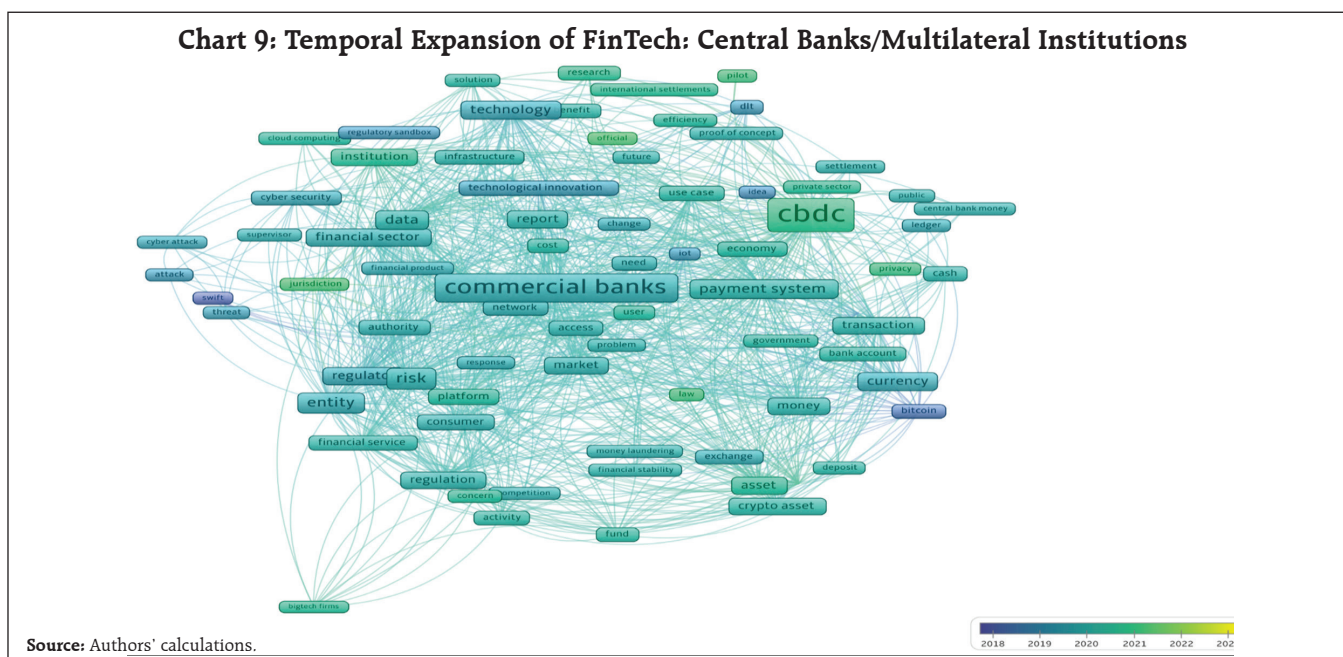 Chart 9: Temporal Expansion of FinTech: Central Banks/Multilateral Institutions
research
solution
pilot
international settlements
technology
enefit
dlt
efficiency
regulatory sandbox
proof of concept
cloud computing
official
institution
infrastructure
future
settlement
technological innovation
use case
idea
private sector
cyber security
public
cbdc
central bank money
data
report
change
ledger
supervisor
financial sector
cyber attack
cost
economy
iot
need
financial product
privacy
attack
cash
jurisdiction
commercial banks
payment system
swift
network
threat
user
authority
access
transaction
government
problem
bank account
response
market
regulato
risk
currency
platform
law
entity
money
bitcoin
consumer
financial service
money laundering
exchange
financial stability
deposit
regulation
asset
concern
ompetition
crypto asset
activity
fund
bigtech firms
Source: Authors' calculations.
2018 2019 2020 2021 2022 202